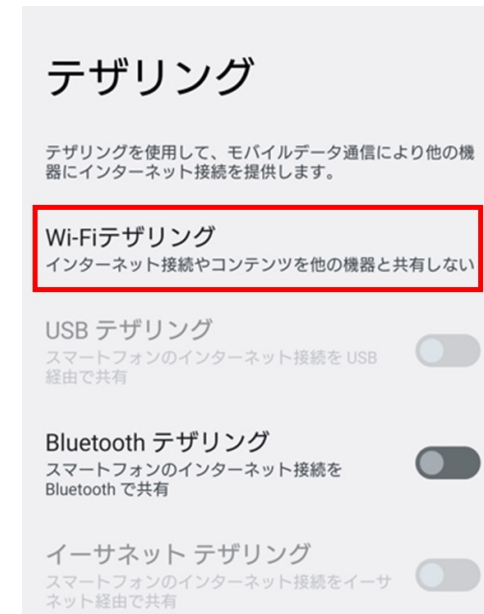 テザリング
テザリングを使用して、モバイルデータ通信により他の機
器にインターネット接続を提供します。
Wi-Fiテザリング
インターネット接続やコンテンツを他の機器と共有しない
USB テザリング
スマートフォンのインターネット接続を USB
経由で共有
Bluetooth テザリング
スマートフォンのインターネット接続を
Bluetooth で共有
イーサネット テザリング
スマートフォンのインターネット接続をイーサ
ネット経由で共有